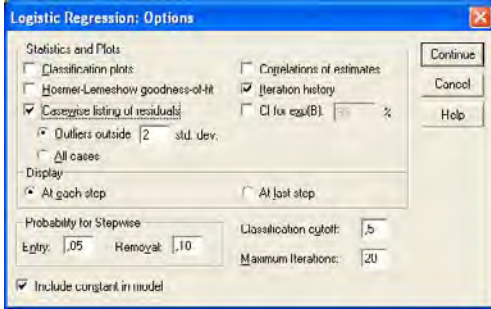 Logistic Regression: Options
Statistics and Plots
Classification plots
Correlations of estimates
Hosmer-Lemeshow goodness-of-fit
Iteration history
Casewise listing of residuals
CI for exp(B): 95 %
Outliers outside 2 std. dev.
All cases
Continue
Cancel
Help
Display
At each step
At last step
Probability for Stepwise
Entry: ,05 Removal: ,10
Classification cutoff: ,5
Maximum Iterations: 20
Include constant in model